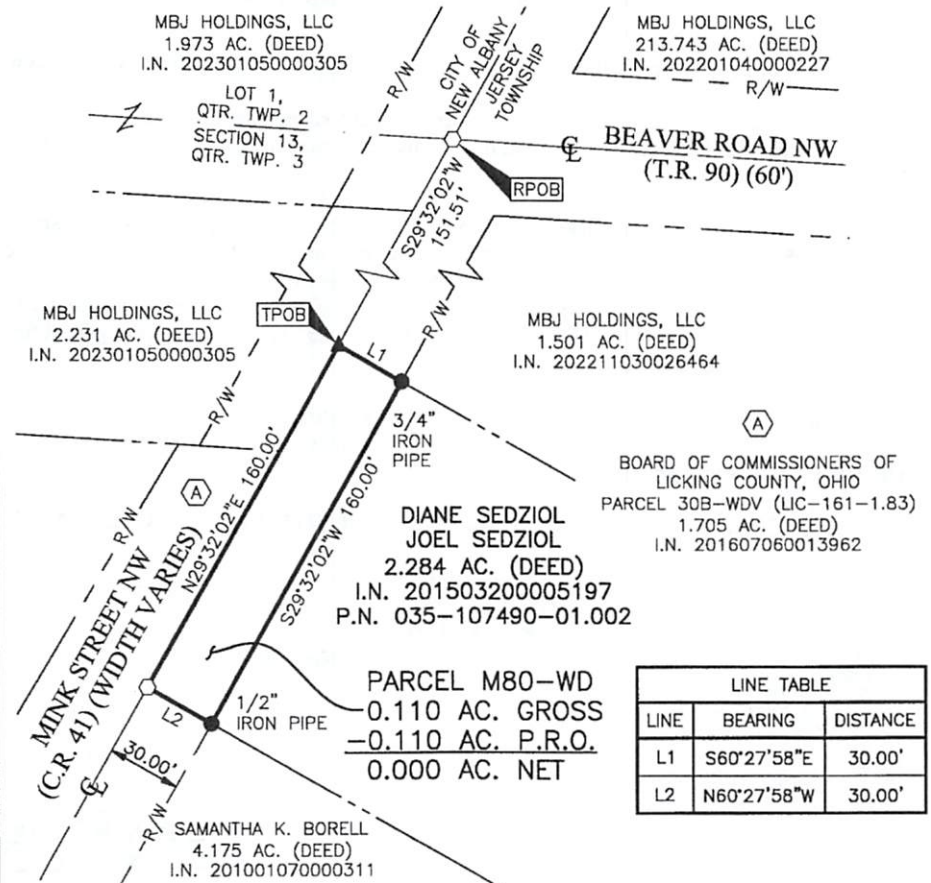 MBJ HOLDINGS, LLC
1.973 AC. (DEED)
I.N. 202301050000305
LOT 1,
QTR. TWP. 2
SECTION 13,
QTR. TWP. 3
R/W
CITY OF
NEW ALBANY
JERSEY
TOWNSHIP
MBJ HOLDINGS, LLC
213.743 AC. (DEED)
I.N. 202201040000227
R/W
℄ BEAVER ROAD NW
(T.R. 90) (60')
RPOB
S29°32'02"W
151.51'
MBJ HOLDINGS, LLC
2.231 AC. (DEED)
I.N. 202301050000305
TPOB
L1
R/W
MBJ HOLDINGS, LLC
1.501 AC. (DEED)
I.N. 202211030026464
R/W
3/4"
IRON
PIPE
A
BOARD OF COMMISSIONERS OF
LICKING COUNTY, OHIO
PARCEL 30B-WDV (LIC-161-1.83)
1.705 AC. (DEED)
I.N. 201607060013962
A
R/W
N29°32'02"E 160.00'
S29°32'02"W 160.00'
DIANE SEDZIOL
JOEL SEDZIOL
2.284 AC. (DEED)
I.N. 201503200005197
P.N. 035-107490-01.002
MINK STREET NW
(C.R. 41) (WIDTH VARIES)
℄
L2
1/2"
IRON PIPE
30.00'
R/W
PARCEL M80-WD
0.110 AC. GROSS
-0.110 AC. P.R.O.
0.000 AC. NET
LINE TABLE
LINE BEARING DISTANCE
L1 S60°27'58"E 30.00'
L2 N60°27'58"W 30.00'
SAMANTHA K. BORELL
4.175 AC. (DEED)
I.N. 201001070000311